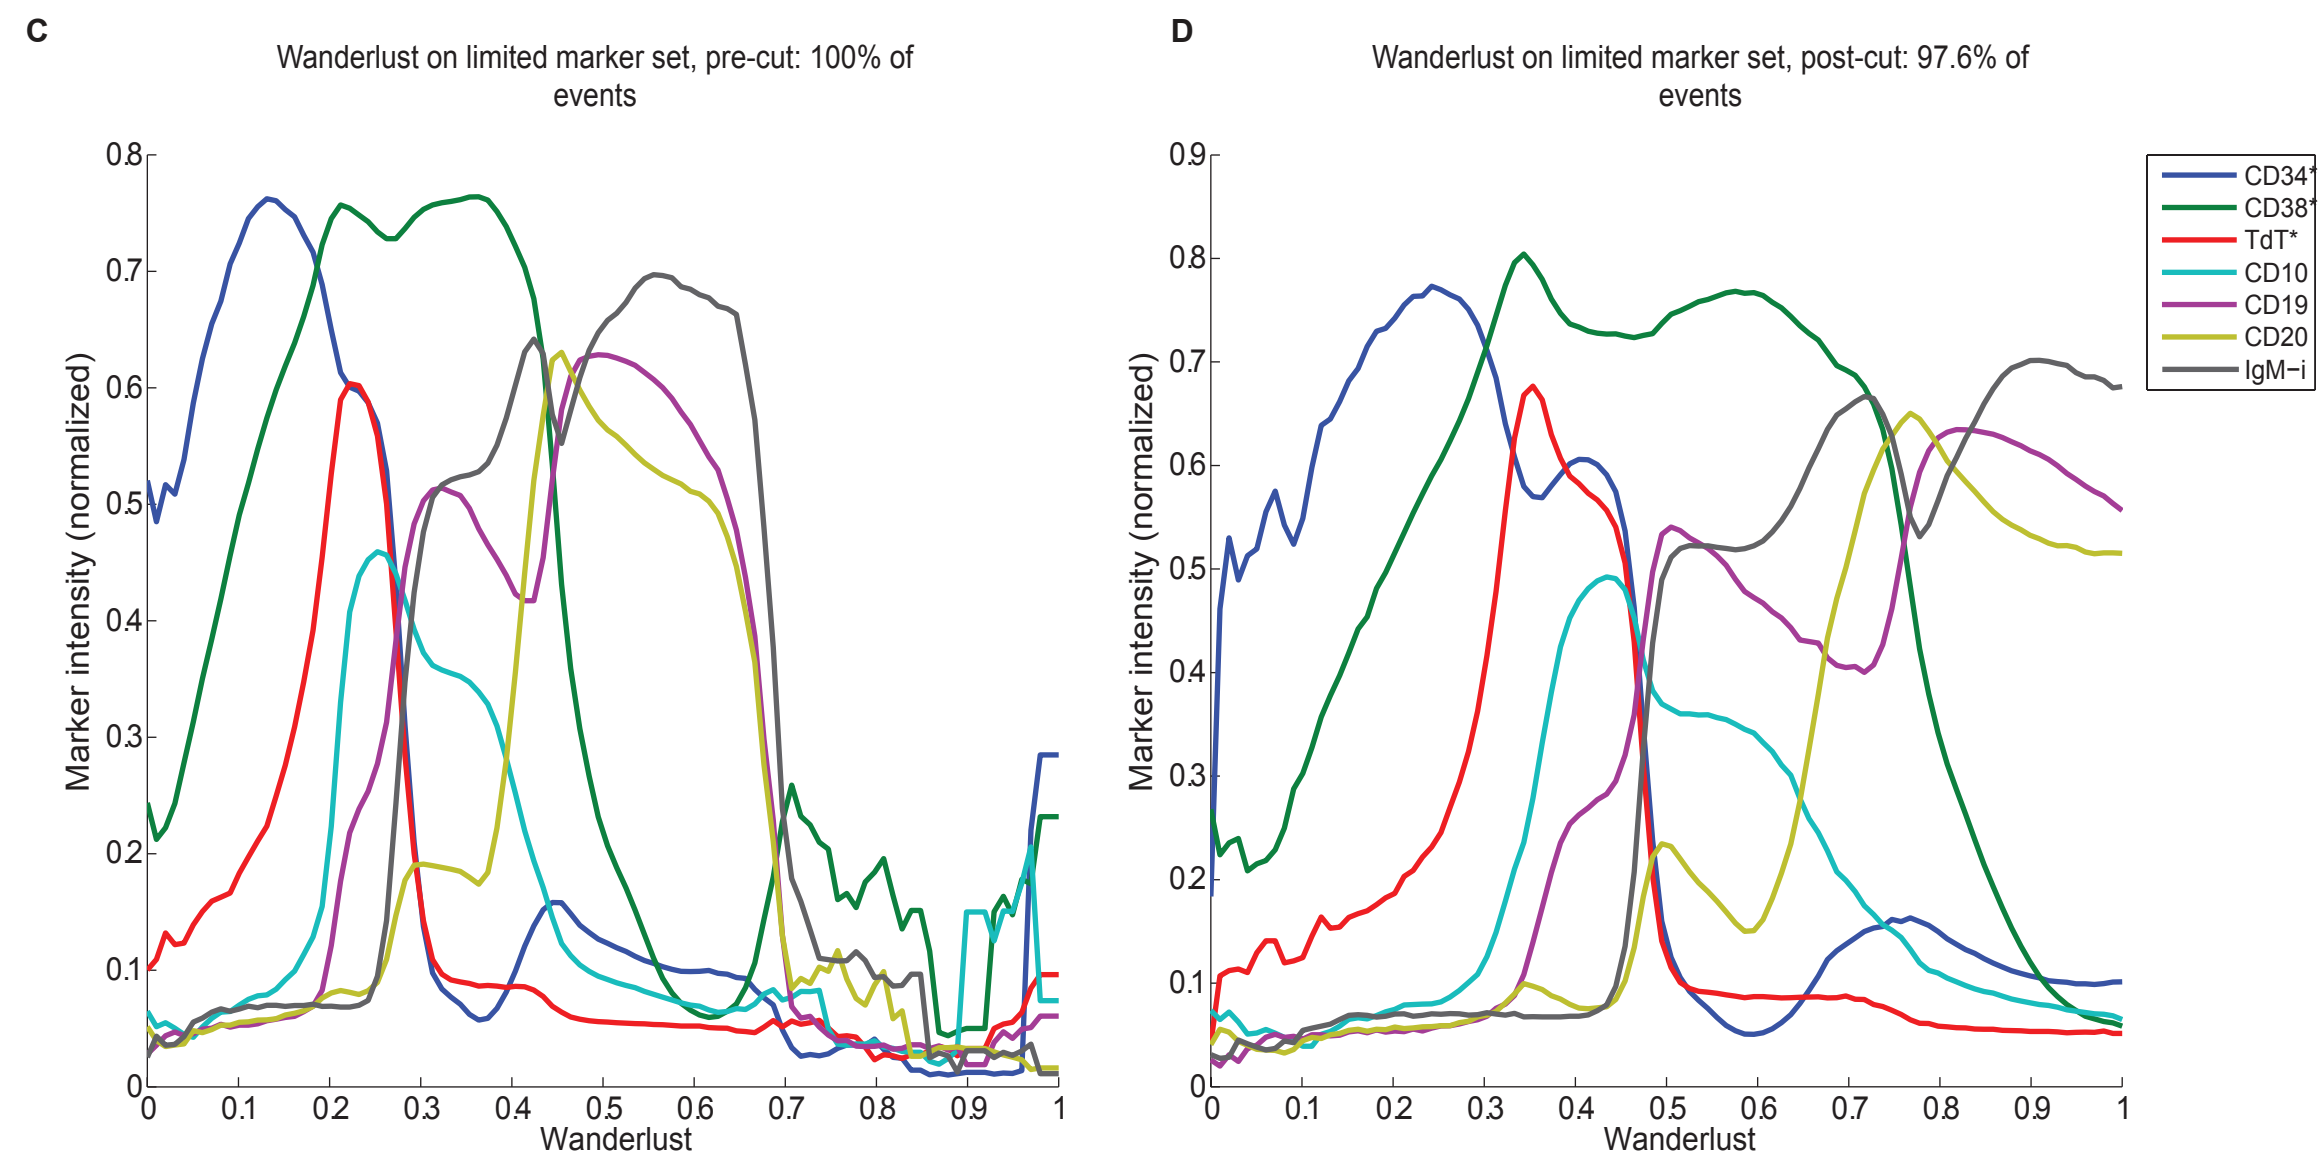 C
Wanderlust on limited marker set, pre-cut: 100% of
events
Marker intensity (normalized)
0.8
0.7
0.6
0.5
0.4
0.3
0.2
0.1
0
0 0.1 0.2 0.3 0.4 0.5 0.6 0.7 0.8 0.9 1
Wanderlust
D
Wanderlust on limited marker set, post-cut: 97.6% of
events
Marker intensity (normalized)
0.9
0.8
0.7
0.6
0.5
0.4
0.3
0.2
0.1
0
0 0.1 0.2 0.3 0.4 0.5 0.6 0.7 0.8 0.9 1
Wanderlust
CD34*
CD38*
TdT*
CD10
CD19
CD20
IgM−i